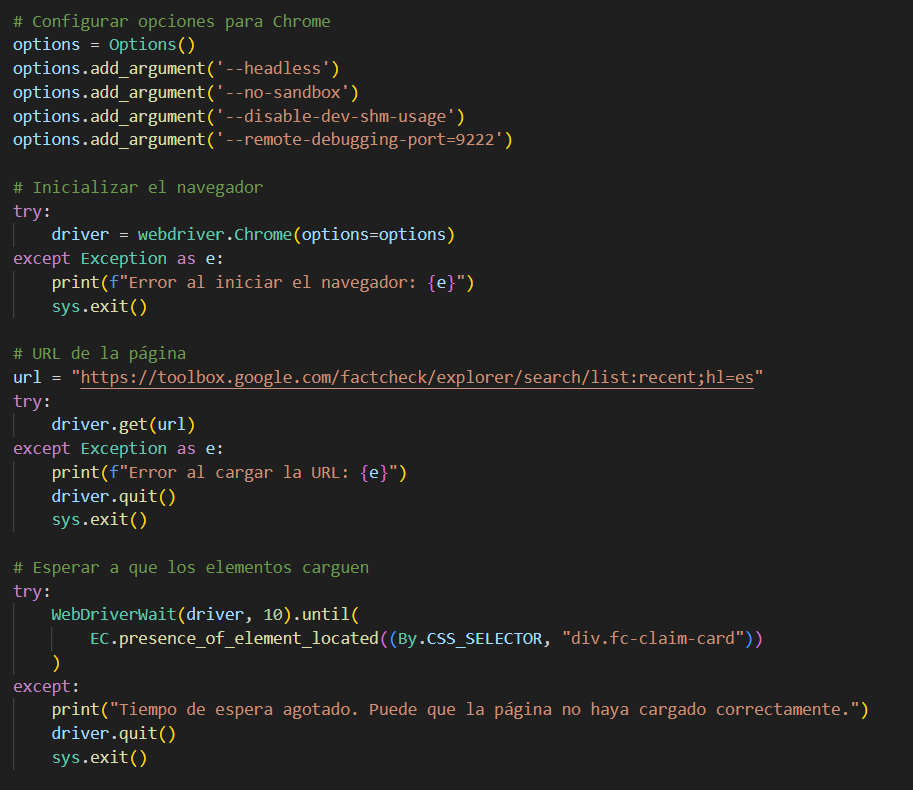 # Configurar opciones para Chrome
options = Options()
options.add_argument('--headless')
options.add_argument('--no-sandbox')
options.add_argument('--disable-dev-shm-usage')
options.add_argument('--remote-debugging-port=9222')

# Inicializar el navegador
try:
    driver = webdriver.Chrome(options=options)
except Exception as e:
    print(f"Error al iniciar el navegador: {e}")
    sys.exit()

# URL de la página
url = "https://toolbox.google.com/factcheck/explorer/search/list:recent;hl=es"
try:
    driver.get(url)
except Exception as e:
    print(f"Error al cargar la URL: {e}")
    driver.quit()
    sys.exit()

# Esperar a que los elementos carguen
try:
    WebDriverWait(driver, 10).until(
        EC.presence_of_element_located((By.CSS_SELECTOR, "div.fc-claim-card"))
    )
except:
    print("Tiempo de espera agotado. Puede que la página no haya cargado correctamente.")
    driver.quit()
    sys.exit()